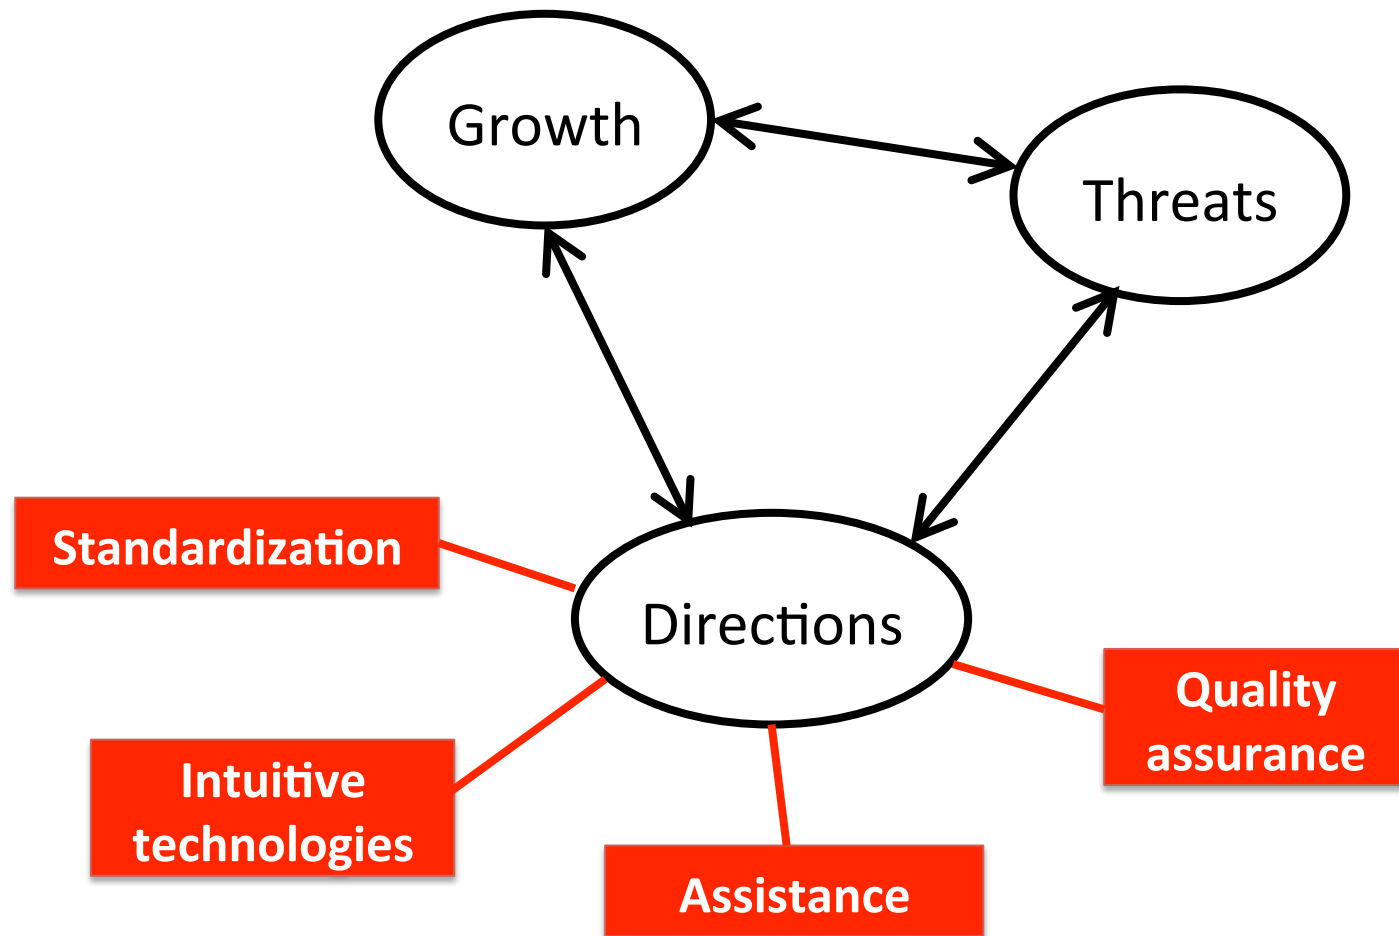 Growth
Threats
Standardization
Directions
Quality
assurance
Intuitive
technologies
Assistance